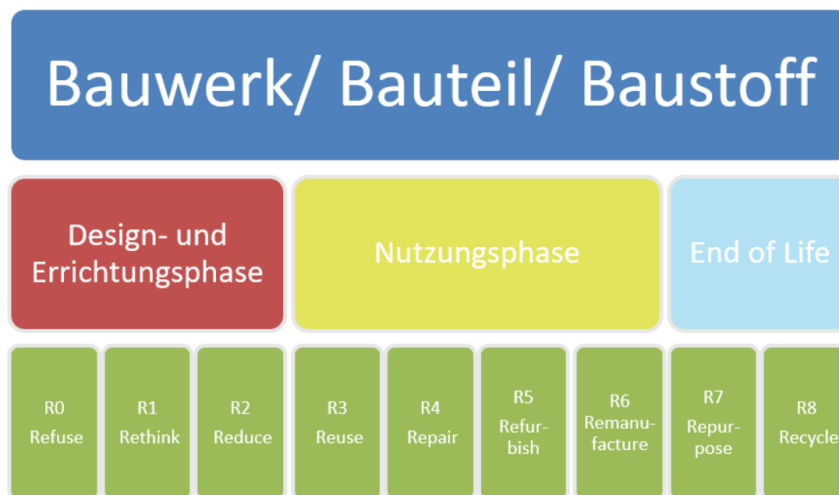 Bauwerk/ Bauteil/ Baustoff
Design- und
Errichtungsphase
Nutzungsphase
End of Life
R0
Refuse
R1
Rethink
R2
Reduce
R3
Reuse
R4
Repair
R5
Refur-
bish
R6
Remanu-
facture
R7
Repur-
pose
R8
Recycle